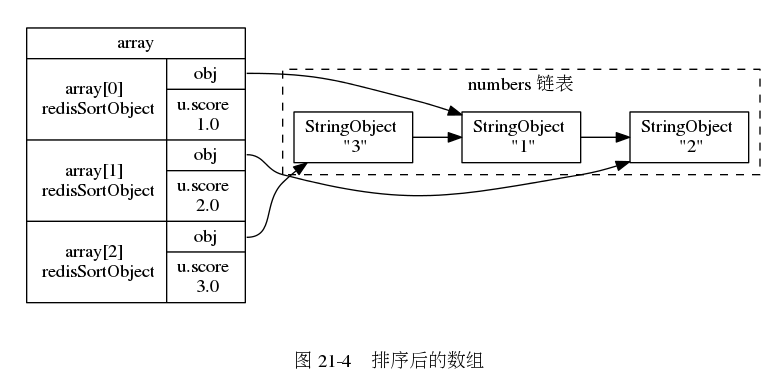 array
array[0]
redisSortObject
obj
u.score
1.0
array[1]
redisSortObject
obj
u.score
2.0
array[2]
redisSortObject
obj
u.score
3.0
numbers 链表
StringObject
"3"
StringObject
"1"
StringObject
"2"
图 21-4 排序后的数组